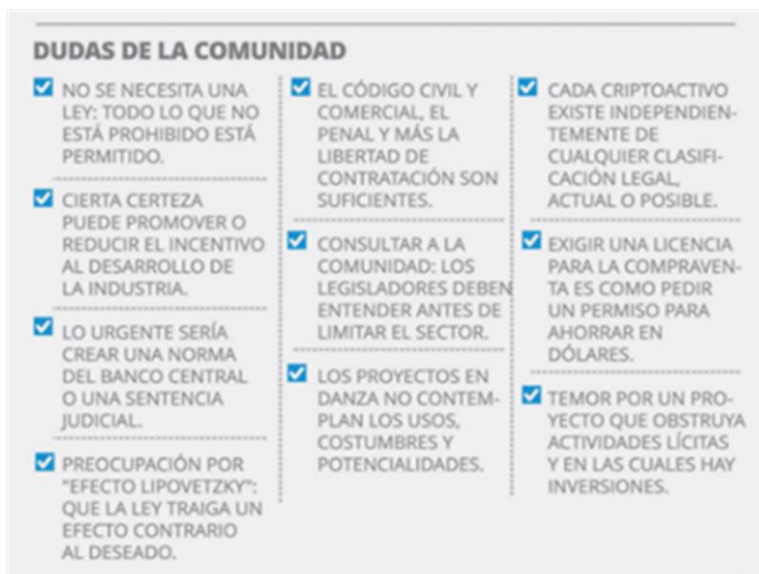 DUDAS DE LA COMUNIDAD
NO SE NECESITA UNA
LEY: TODO LO QUE NO
ESTÁ PROHIBIDO ESTÁ
PERMITIDO.
CIERTA CERTEZA
PUEDE PROMOVER O
REDUCIR EL INCENTIVO
AL DESARROLLO DE
LA INDUSTRIA.
LO URGENTE SERÍA
CREAR UNA NORMA
DEL BANCO CENTRAL
O UNA SENTENCIA
JUDICIAL.
PREOCUPACIÓN POR
"EFECTO LIPOVETZKY":
QUE LA LEY TRAIGA UN
EFECTO CONTRARIO
AL DESEADO.
EL CÓDIGO CIVIL Y
COMERCIAL, EL
PENAL Y MÁS LA
LIBERTAD DE
CONTRATACIÓN SON
SUFICIENTES.
CONSULTAR A LA
COMUNIDAD: LOS
LEGISLADORES DEBEN
ENTENDER ANTES DE
LIMITAR EL SECTOR.
LOS PROYECTOS EN
DANZA NO CONTEM-
PLAN LOS USOS,
COSTUMBRES Y
POTENCIALIDADES.
CADA CRIPTOACTIVO
EXISTE INDEPENDIEN-
TEMENTE DE
CUALQUIER CLASIFI-
CACIÓN LEGAL,
ACTUAL O POSIBLE.
EXIGIR UNA LICENCIA
PARA LA COMPRAVEN-
TA ES COMO PEDIR
UN PERMISO PARA
AHORRAR EN
DÓLARES.
TEMOR POR UN PRO-
YECTO QUE OBSTRUYA
ACTIVIDADES LÍCITAS
Y EN LAS CUALES HAY
INVERSIONES.